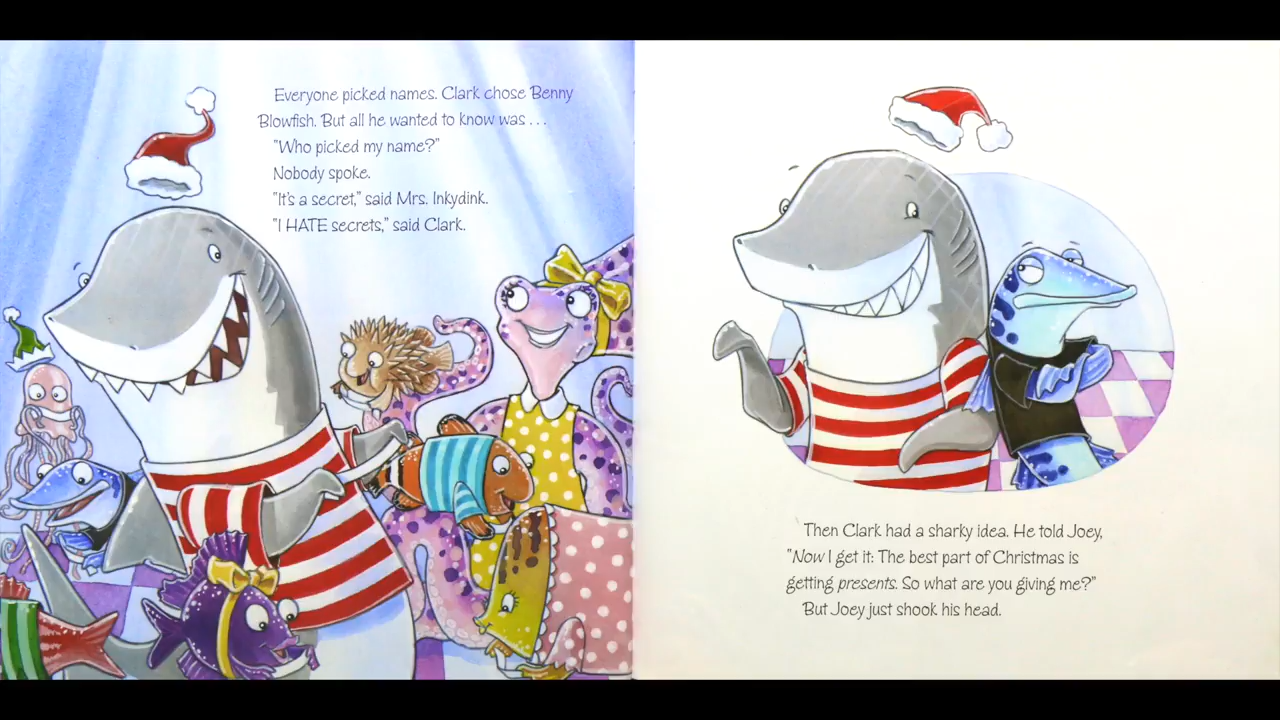 Everyone picked names. Clark chose Benny
Blowfish. But all he wanted to know was . . .
"Who picked my name?"
Nobody spoke.
"It's a secret," said Mrs. Inkydink.
"I HATE secrets," said Clark.
Then Clark had a sharky idea. He told Joey,
"Now I get it: The best part of Christmas is
getting presents. So what are you giving me?"
But Joey just shook his head.